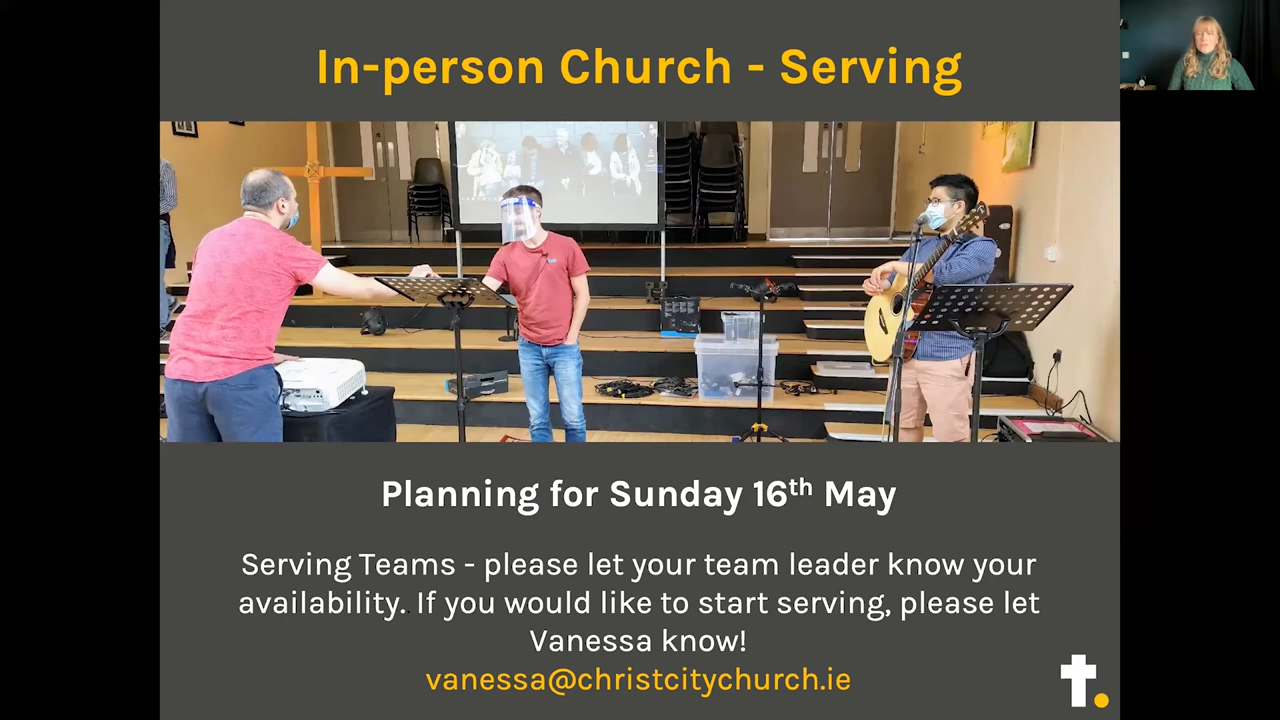 In-person Church - Serving
Planning for Sunday 16th May
Serving Teams - please let your team leader know your
availability.. If you would like to start serving, please let
Vanessa know!
vanessa@christcitychurch.ie